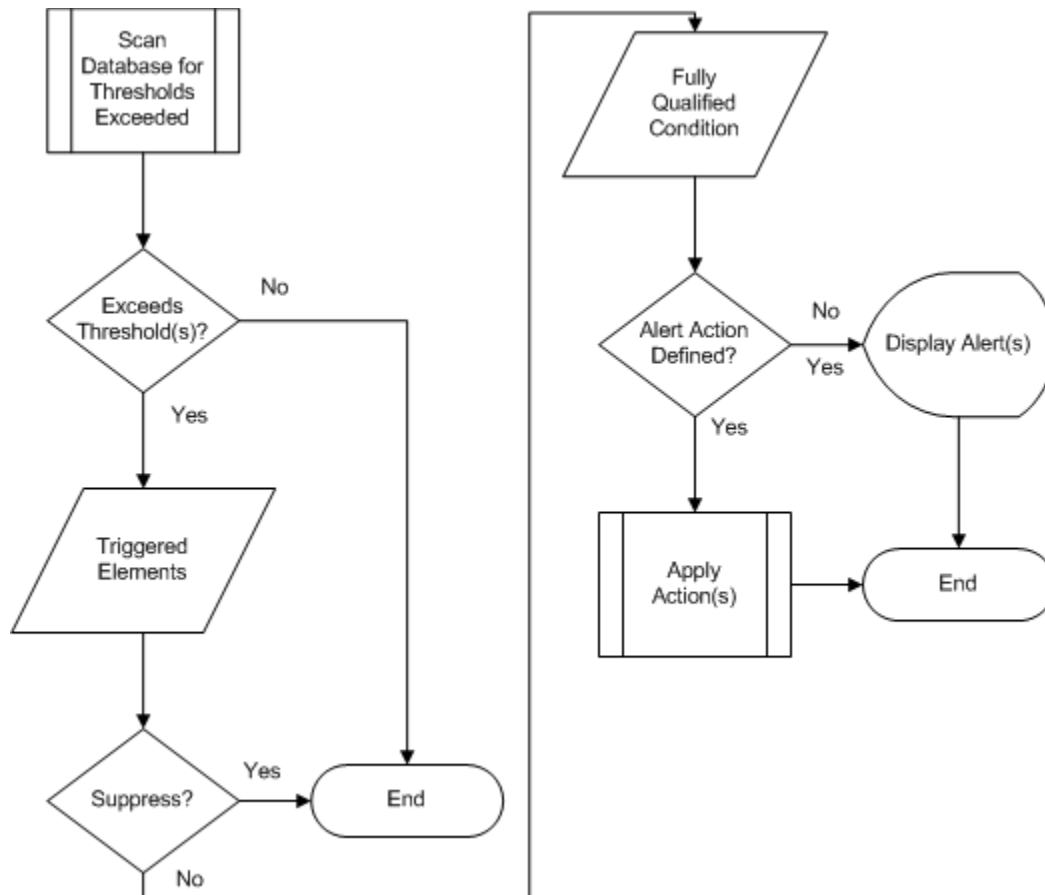 Scan
Database for
Thresholds
Exceeded
Exceeds
Threshold(s)?
No
Yes
Triggered
Elements
Suppress?
Yes
End
No
Fully
Qualified
Condition
Alert Action
Defined?
No
Yes
Display Alert(s)
Yes
Apply
Action(s)
End